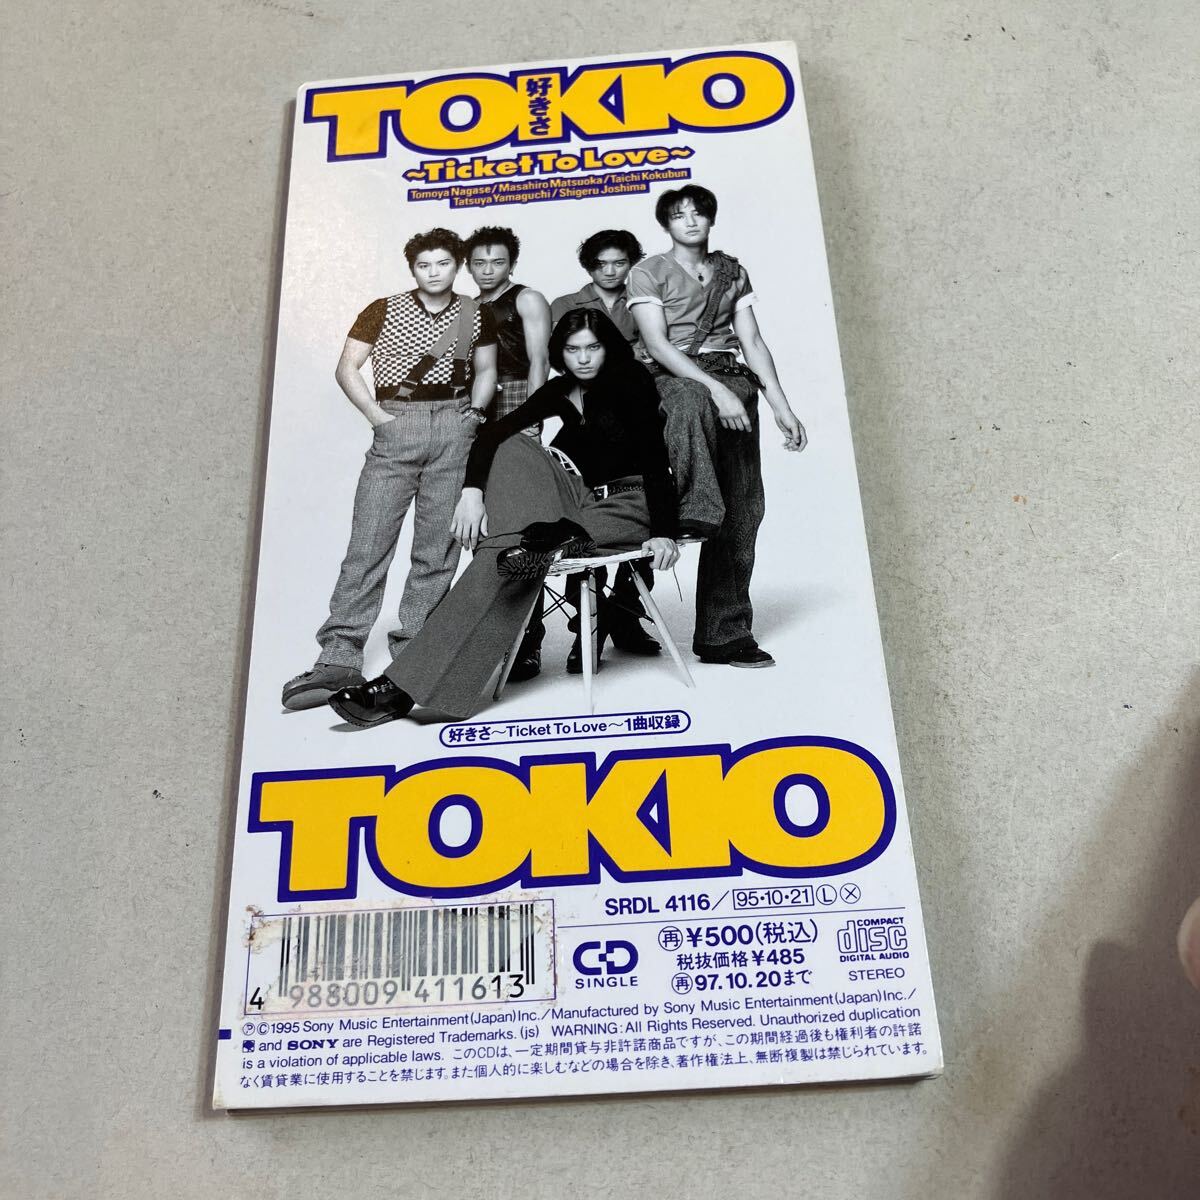 TOKIO
好きさ
~Ticket To Love~
Tomoya Nagase/Masahiro Matsuoka/Taichi Kokubun
Tatsuya Yamaguchi/Shigeru Joshima
好きさ～Ticket To Love～1曲収録
TOKIO
SRDL 4116／95・10・21 Ⓛ Ⓧ
4 988009 411613
CD
SINGLE
再 ¥500(税込)
税抜価格¥485
再 97.10.20まで
COMPACT
disc
DIGITAL AUDIO
STEREO
Ⓟ©1995 Sony Music Entertainment(Japan)Inc./Manufactured by Sony Music Entertainment(Japan)Inc./
and SONY are Registered Trademarks. (js) WARNING: All Rights Reserved. Unauthorized duplication
is a violation of applicable laws. このCDは、一定期間貸与非許諾商品ですが、この期間経過後も権利者の許諾
なく賃貸業に使用することを禁じます。また個人的に楽しむなどの場合を除き、著作権法上、無断複製は禁じられています。